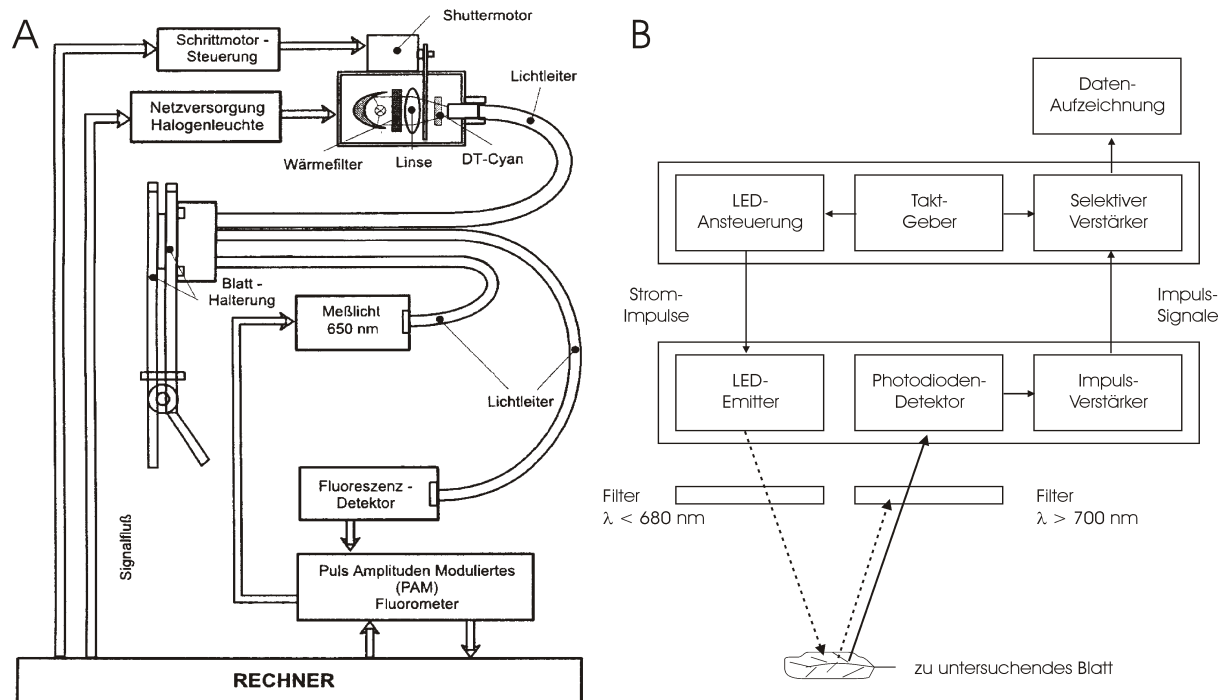 A
Shuttermotor
Schrittmotor -
Steuerung
Lichtleiter
Netzversorgung
Halogenleuchte
Wärmefilter
Linse
DT-Cyan
Blatt -
Halterung
Meßlicht
650 nm
Lichtleiter
Fluoreszenz -
Detektor
Signalfluß
Puls Amplituden Moduliertes
(PAM)
Fluorometer
RECHNER
B
Daten-
Aufzeichnung
LED-
Ansteuerung
Takt-
Geber
Selektiver
Verstärker
Strom-
Impulse
Impuls-
Signale
LED-
Emitter
Photodioden-
Detektor
Impuls-
Verstärker
Filter
λ < 680 nm
Filter
λ > 700 nm
zu untersuchendes Blatt